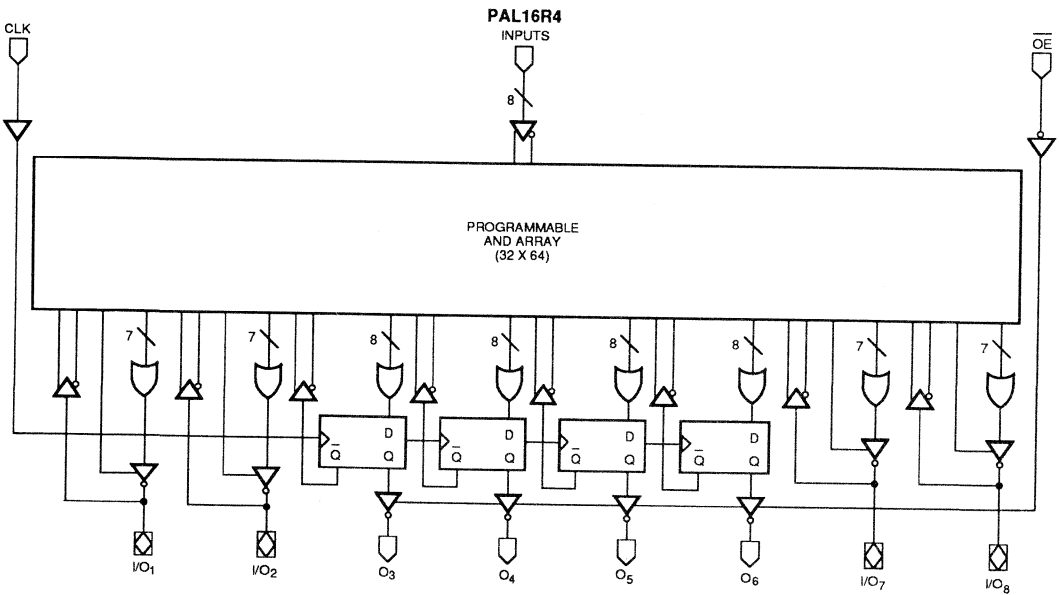 PAL16R4
CLK
INPUTS
OE
8
PROGRAMMABLE
AND ARRAY
(32 X 64)
7
7
8
8
8
8
7
7
D
Q
Q
D
Q
Q
D
Q
Q
D
Q
Q
I/O1
I/O2
O3
O4
O5
O6
I/O7
I/O8